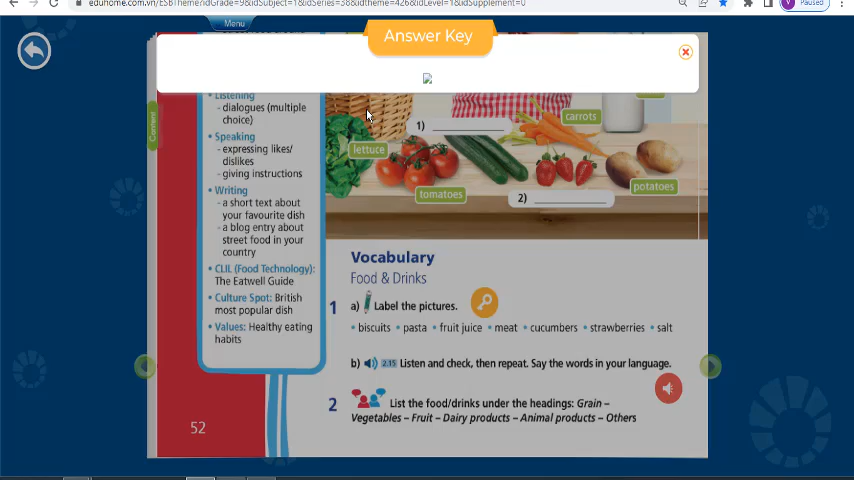 eduhome.com.vn/ESBTheme?idGrade=9&idSubject=1&idSeries=38&idtheme=426&idLevel=1&idSupplement=0
V
Paused
Menu
Answer Key
Content
Listening
- dialogues (multiple
choice)
• Speaking
- expressing likes/
dislikes
- giving instructions
• Writing
- a short text about
your favourite dish
- a blog entry about
street food in your
country
• CLIL (Food Technology):
The Eatwell Guide
• Culture Spot: British
most popular dish
• Values: Healthy eating
habits
52
1) ____________
carrots
lettuce
tomatoes
potatoes
2) ____________
Vocabulary
Food & Drinks
1 a) Label the pictures.
• biscuits • pasta • fruit juice • meat • cucumbers • strawberries • salt
b) 2.15 Listen and check, then repeat. Say the words in your language.
2 List the food/drinks under the headings: Grain –
Vegetables – Fruit – Dairy products – Animal products – Others